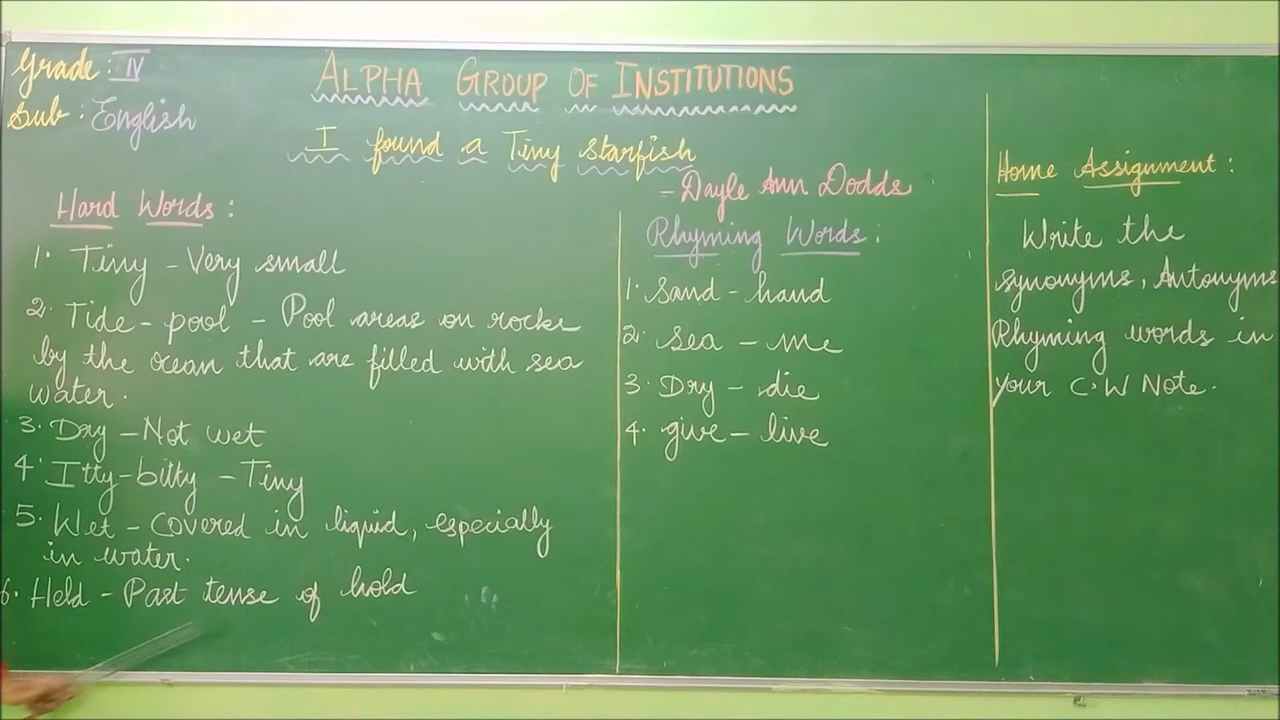 Grade : IV
Sub : English
ALPHA GROUP OF INSTITUTIONS
I found a Tiny starfish
- Dayle Ann Dodds
Hard Words :
1. Tiny - Very small
2. Tide - pool - Pool areas on rocks
by the ocean that are filled with sea
water.
3. Dry - Not wet
4. Itty-bitty - Tiny
5. Wet - Covered in liquid, especially
in water.
6. Held - Past tense of hold
Rhyming Words :
1. Sand - hand
2. Sea - me
3. Dry - die
4. give - live
Home Assignment :
Write the
synonyms, Antonyms
Rhyming words in
your C.W Note.